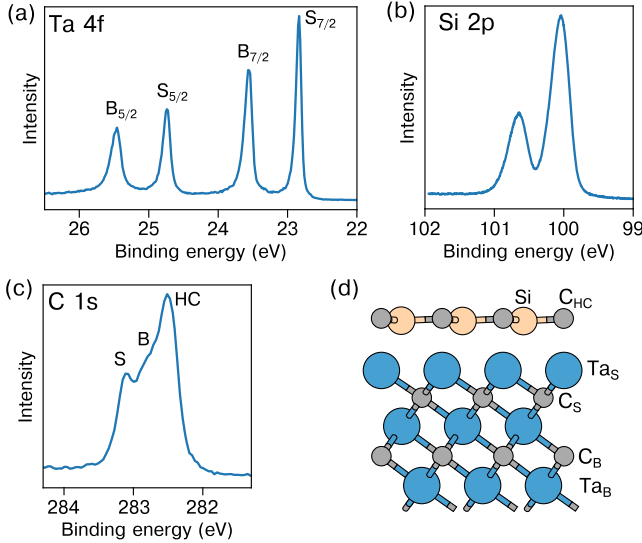 (a)
Ta 4f
S7/2
B7/2
S5/2
B5/2
Intensity
26 25 24 23 22
Binding energy (eV)
(b)
Si 2p
Intensity
102 101 100 99
Binding energy (eV)
(c)
C 1s
HC
B
S
Intensity
284 283 282
Binding energy (eV)
(d)
Si
CHC
TaS
CS
CB
TaB